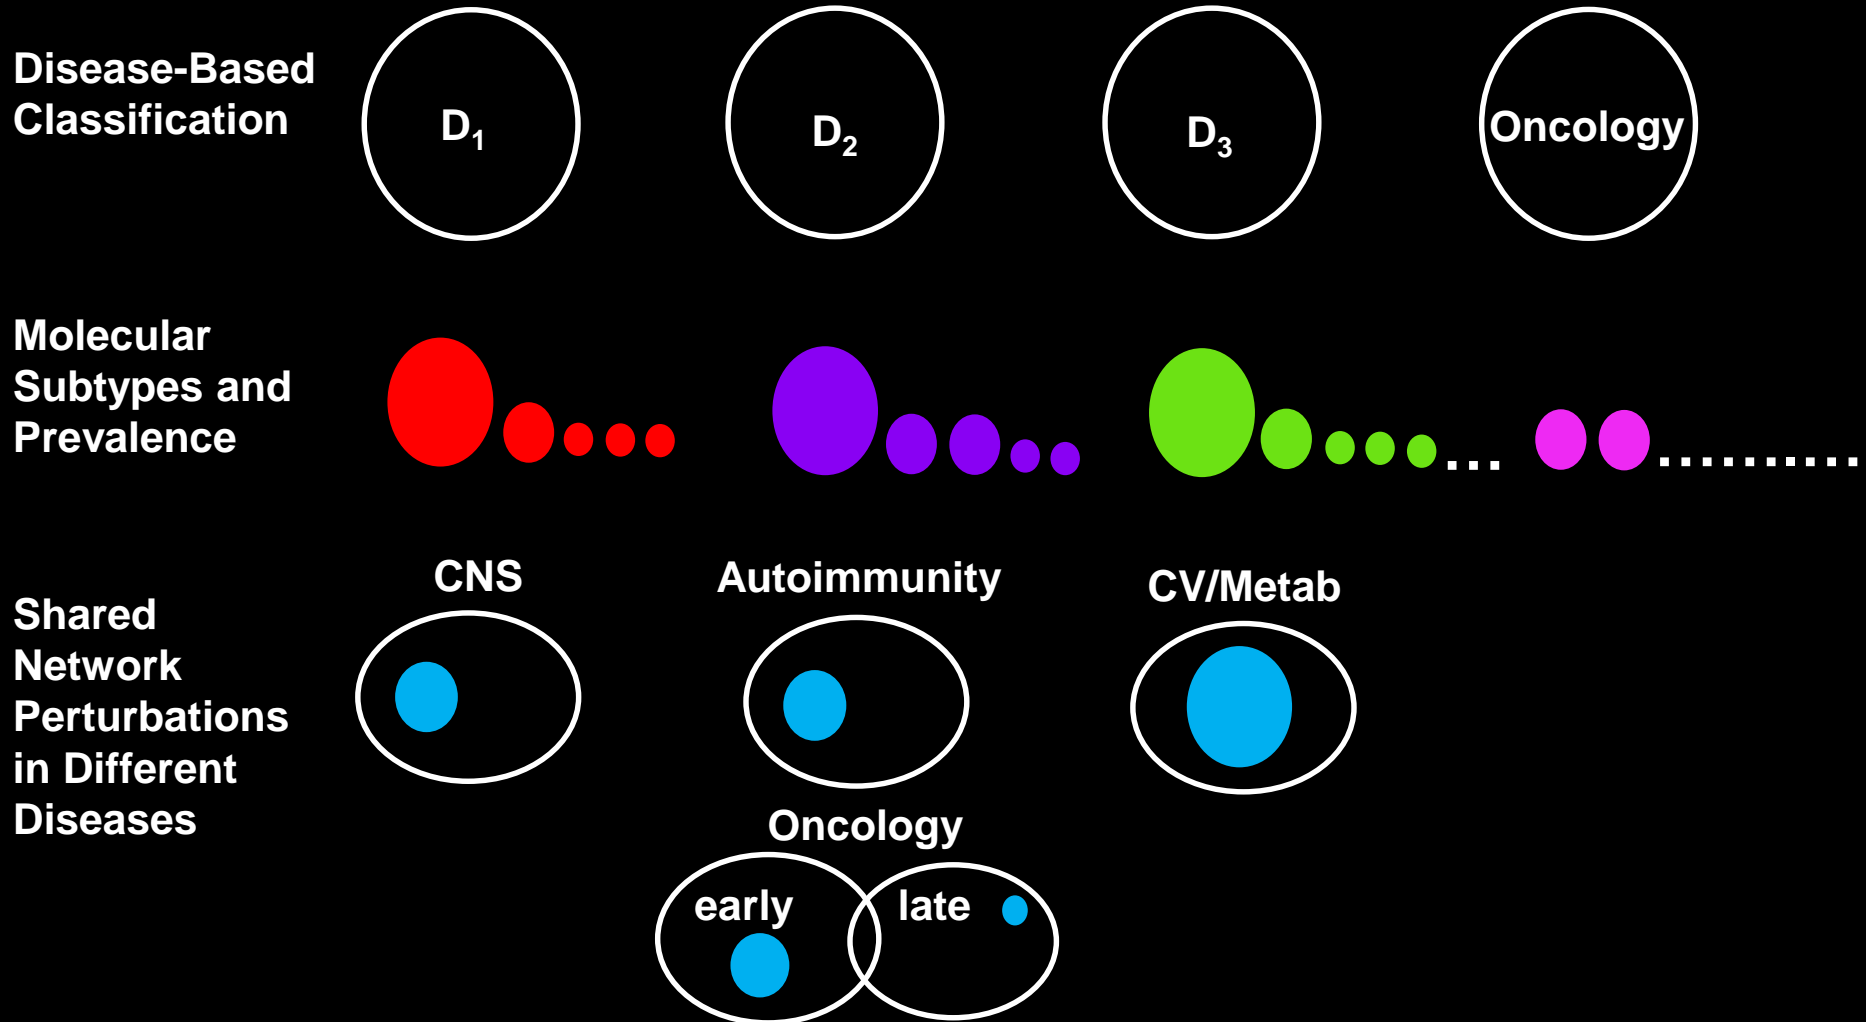 Disease-Based
Classification
D₁
D₂
D₃
Oncology
Molecular
Subtypes and
Prevalence
...
..........
Shared
Network
Perturbations
in Different
Diseases
CNS
Autoimmunity
CV/Metab
Oncology
early
late